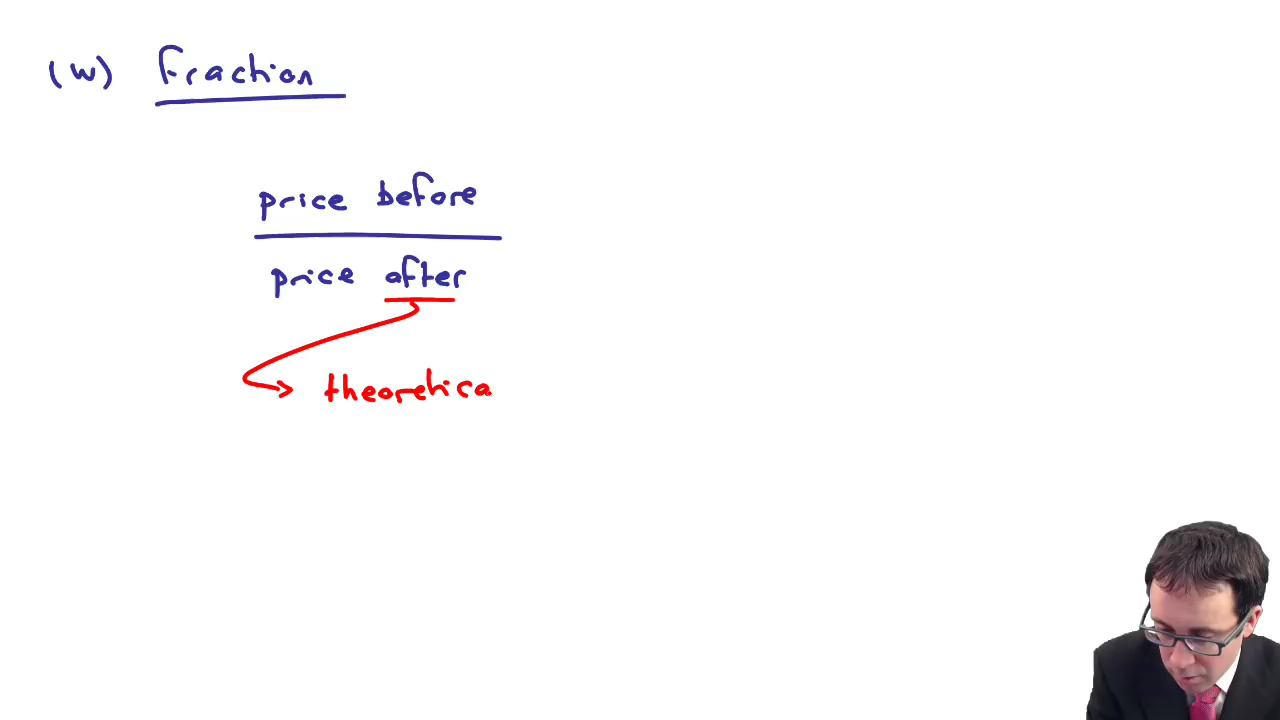 (w) Fraction
price before
price after
theoretica